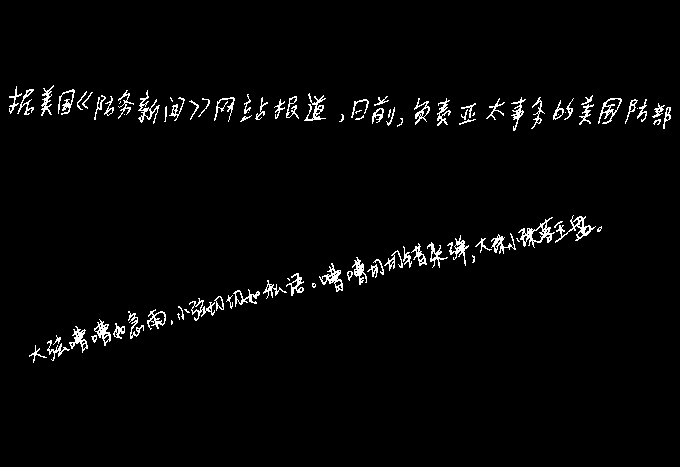 据美国《防务新闻》网站报道,日前,负责亚太事务的美国防部
大弦嘈嘈如急雨,小弦切切如私语。嘈嘈切切错杂弹,大珠小珠落玉盘。